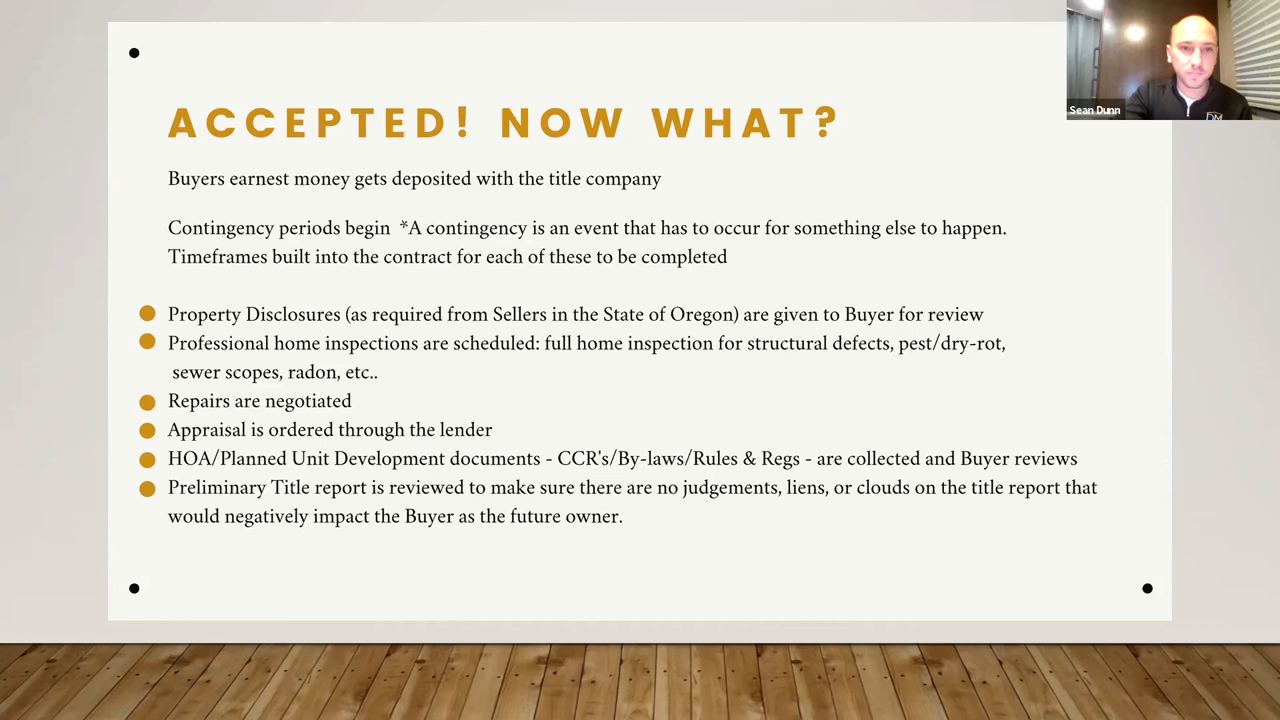 Sean Dunn
DM
ACCEPTED! NOW WHAT?
Buyers earnest money gets deposited with the title company
Contingency periods begin *A contingency is an event that has to occur for something else to happen.
Timeframes built into the contract for each of these to be completed
Property Disclosures (as required from Sellers in the State of Oregon) are given to Buyer for review
Professional home inspections are scheduled: full home inspection for structural defects, pest/dry-rot,
sewer scopes, radon, etc..
Repairs are negotiated
Appraisal is ordered through the lender
HOA/Planned Unit Development documents - CCR's/By-laws/Rules & Regs - are collected and Buyer reviews
Preliminary Title report is reviewed to make sure there are no judgements, liens, or clouds on the title report that
would negatively impact the Buyer as the future owner.